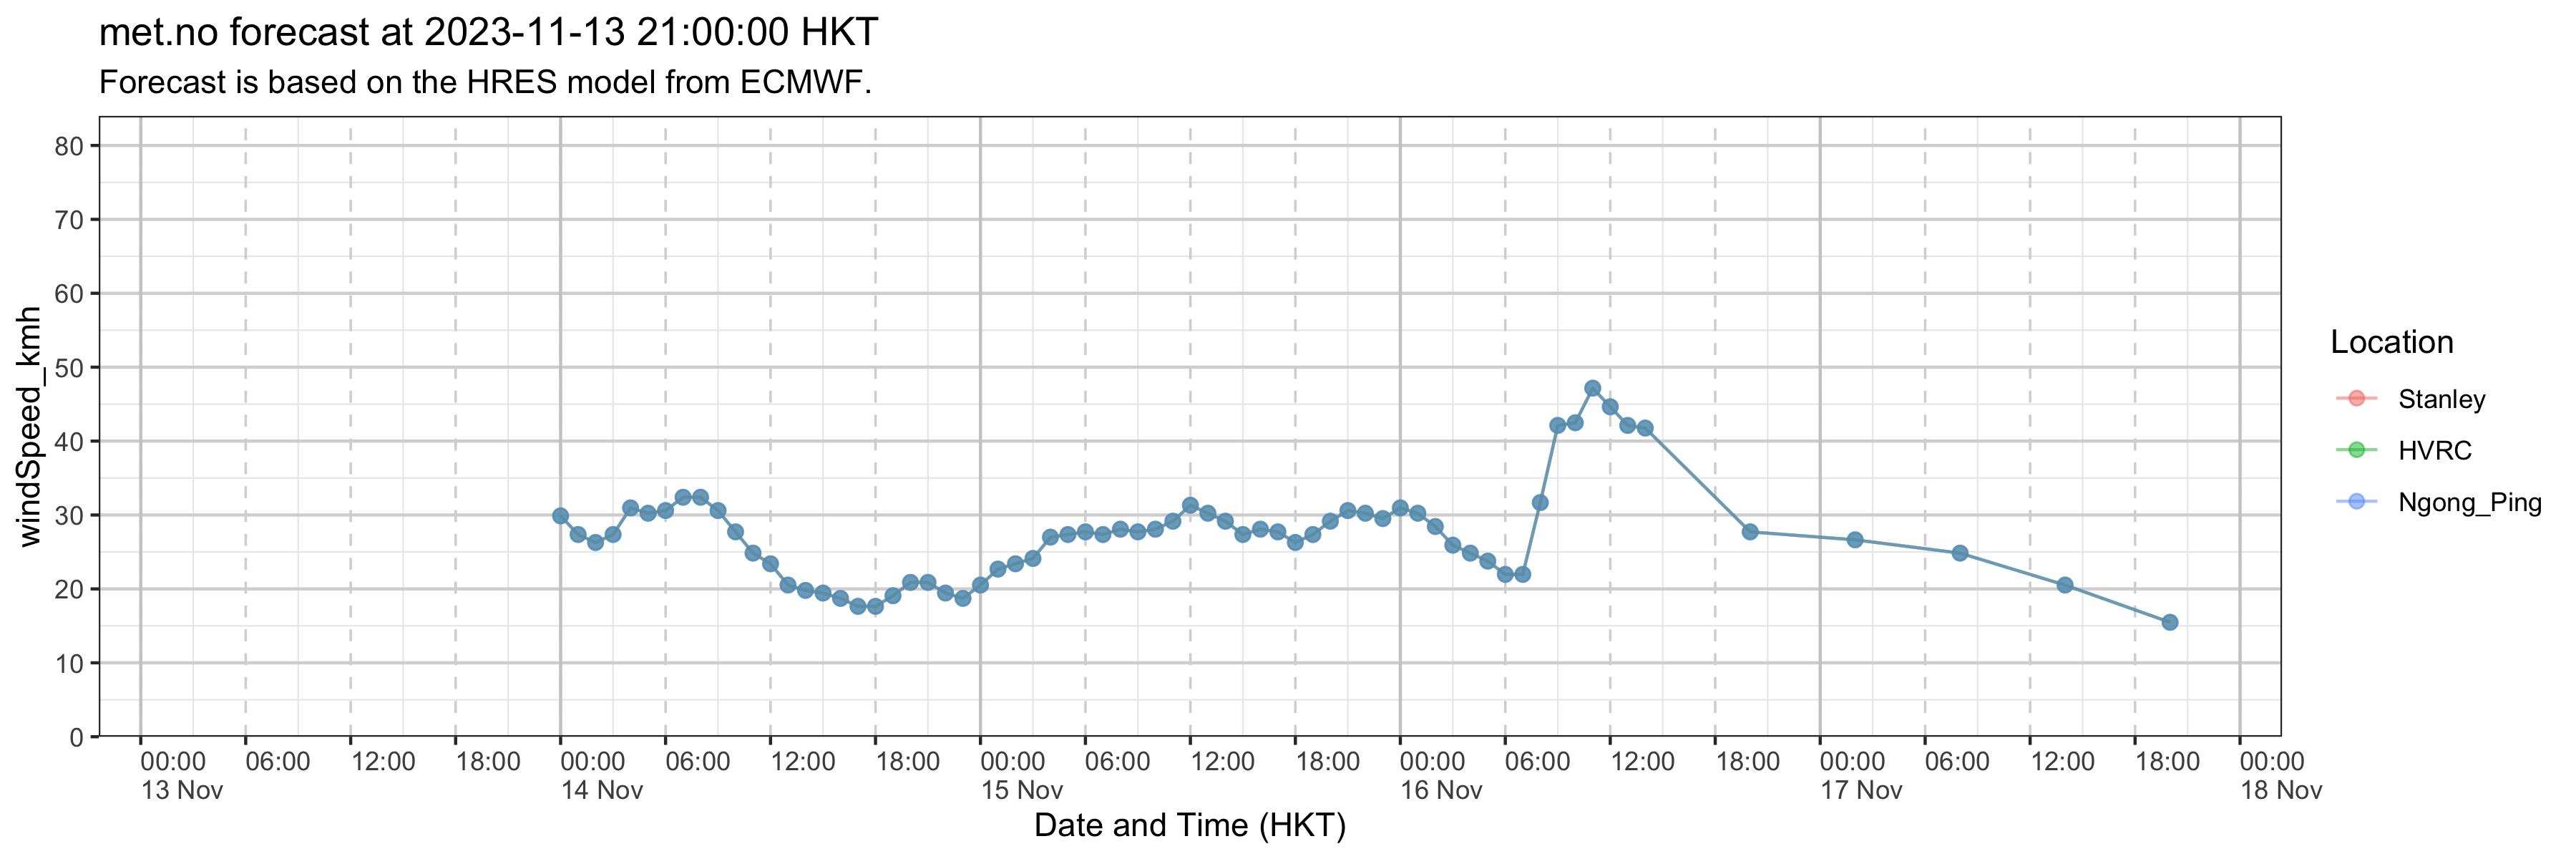 met.no forecast at 2023-11-13 21:00:00 HKT
Forecast is based on the HRES model from ECMWF.
windSpeed_kmh
80
70
60
50
40
30
20
10
0
00:00 06:00 12:00 18:00 00:00 06:00 12:00 18:00 00:00 06:00 12:00 18:00 00:00 06:00 12:00 18:00 00:00 06:00 12:00 18:00 00:00
13 Nov 14 Nov 15 Nov 16 Nov 17 Nov 18 Nov
Date and Time (HKT)
Location
Stanley
HVRC
Ngong_Ping